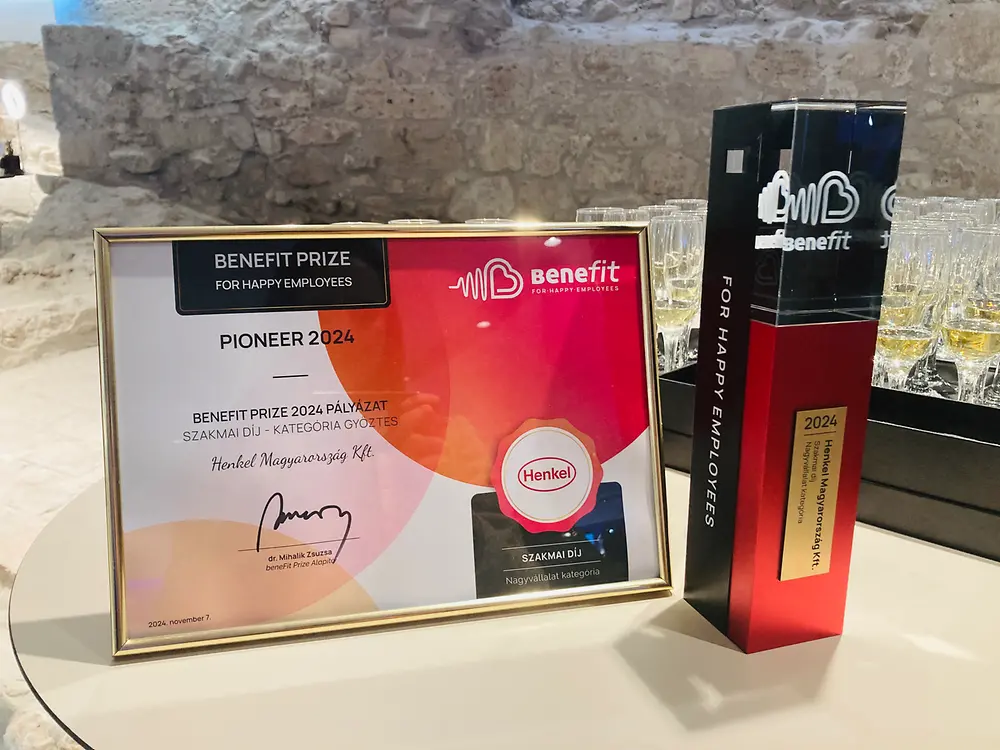 BENEFIT PRIZE
FOR HAPPY EMPLOYEES
PIONEER 2024
BENEFIT PRIZE 2024 PÁLYÁZAT
SZAKMAI DÍJ - KATEGÓRIA GYŐZTES
Henkel Magyarország Kft.
dr. Mihalik Zsuzsa
beneFit Prize Alapító
2024. november 7.
Benefit
FOR HAPPY EMPLOYEES
Henkel
SZAKMAI DÍJ
Nagyvállalat kategória
Benefit
FOR HAPPY EMPLOYEES
2024
Henkel Magyarország Kft.
Szakmai díj
Nagyvállalat kategória